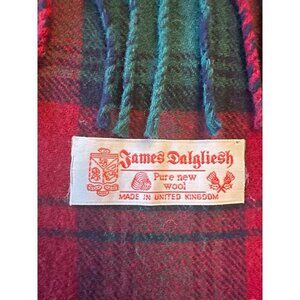 James Dalgliesh
Pure new
wool
MADE IN UNITED KINGDOM